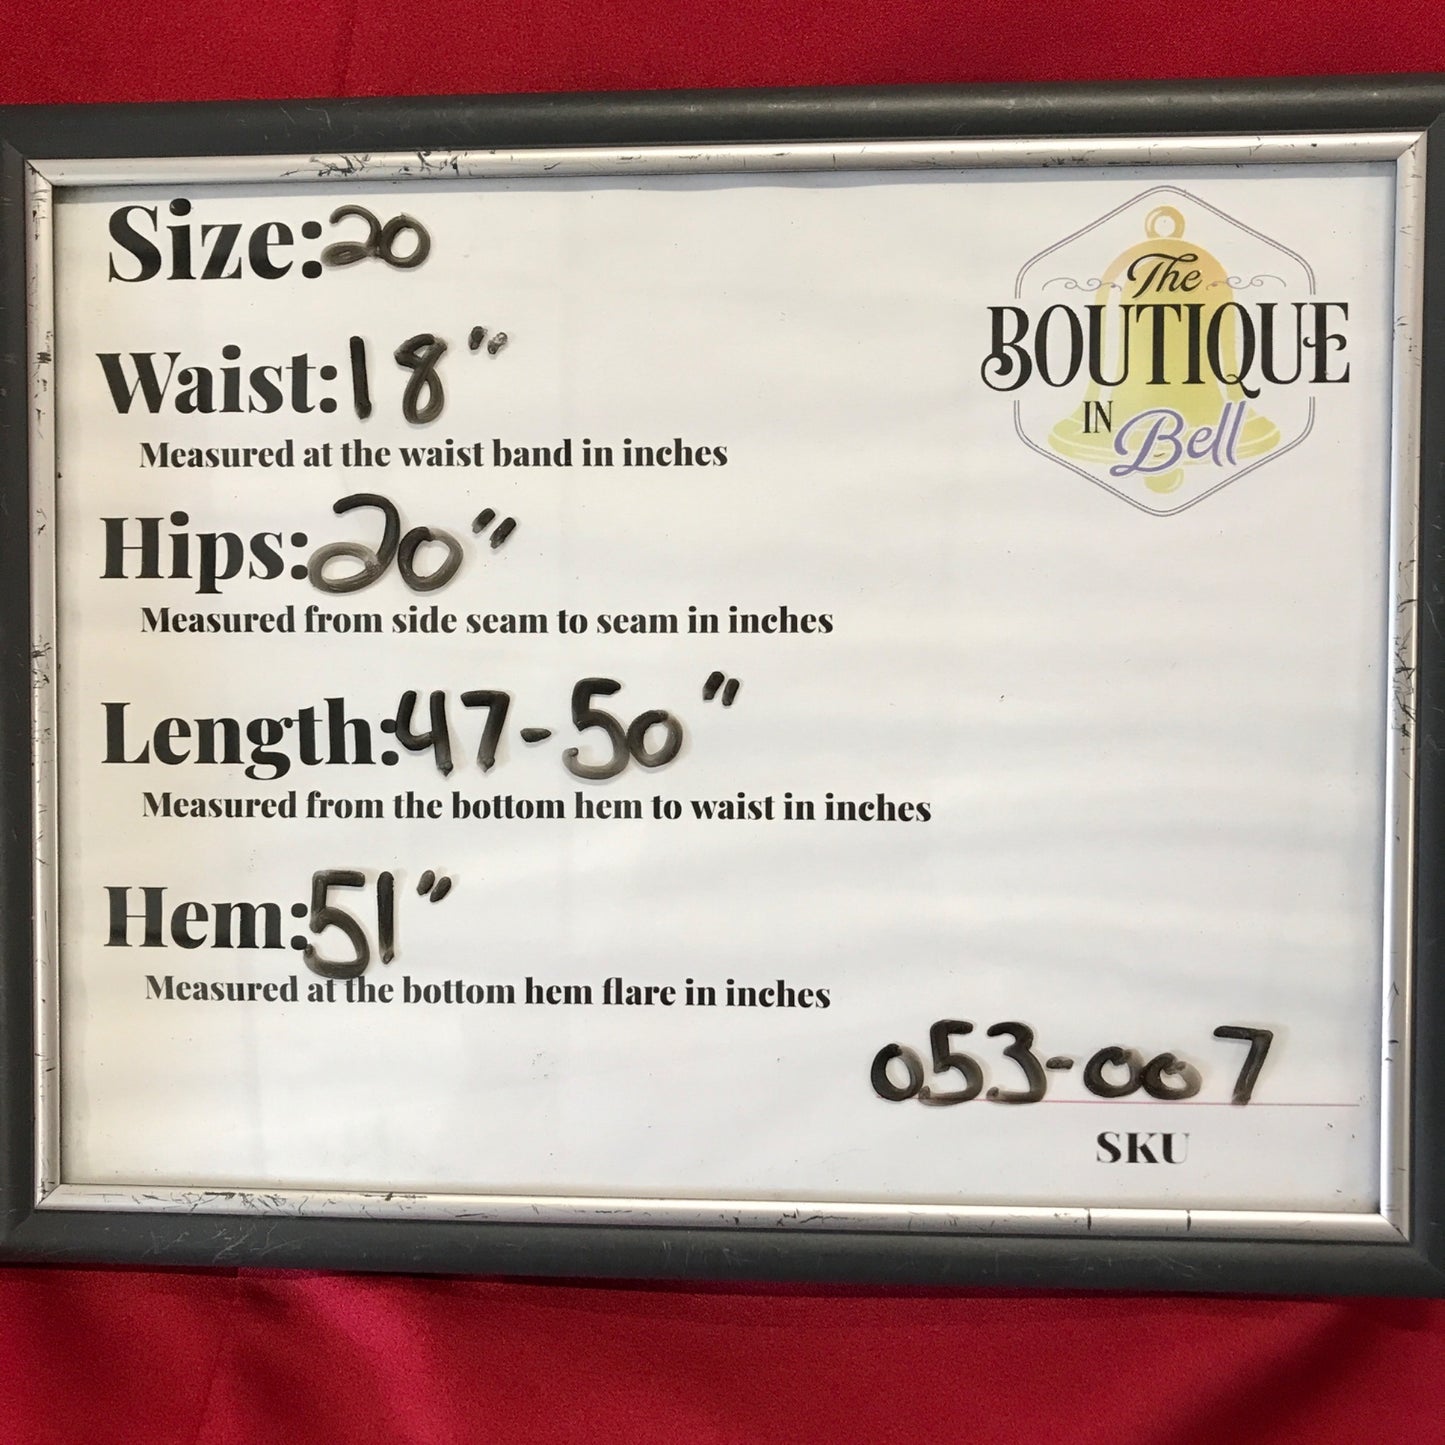 Size: 20
The
BOUTIQUE
IN Bell
Waist: 18"
Measured at the waist band in inches
Hips: 20"
Measured from side seam to seam in inches
Length: 47-50"
Measured from the bottom hem to waist in inches
Hem: 51"
Measured at the bottom hem flare in inches
053-007
SKU